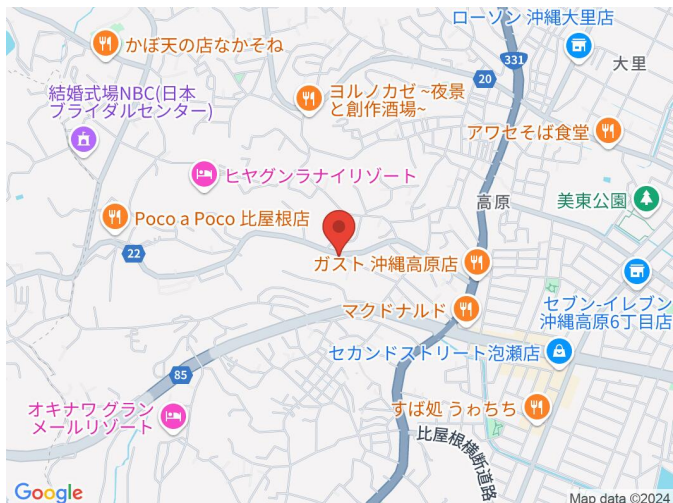 ローソン 沖縄大里店
かぼ天の店なかそね
331
大里
20
ヨルノカゼ ~夜景
と創作酒場~
結婚式場NBC(日本
ブライダルセンター)
アワセそば食堂
ヒヤグンラナイリゾート
高原
美東公園
Poco a Poco 比屋根店
22
ガスト 沖縄高原店
マクドナルド
セブン-イレブン
沖縄高原6丁目店
セカンドストリート泡瀬店
85
オキナワ グラン
メールリゾート
すば処 うゎちち
比屋根横断道路
Google
Map data ©2024